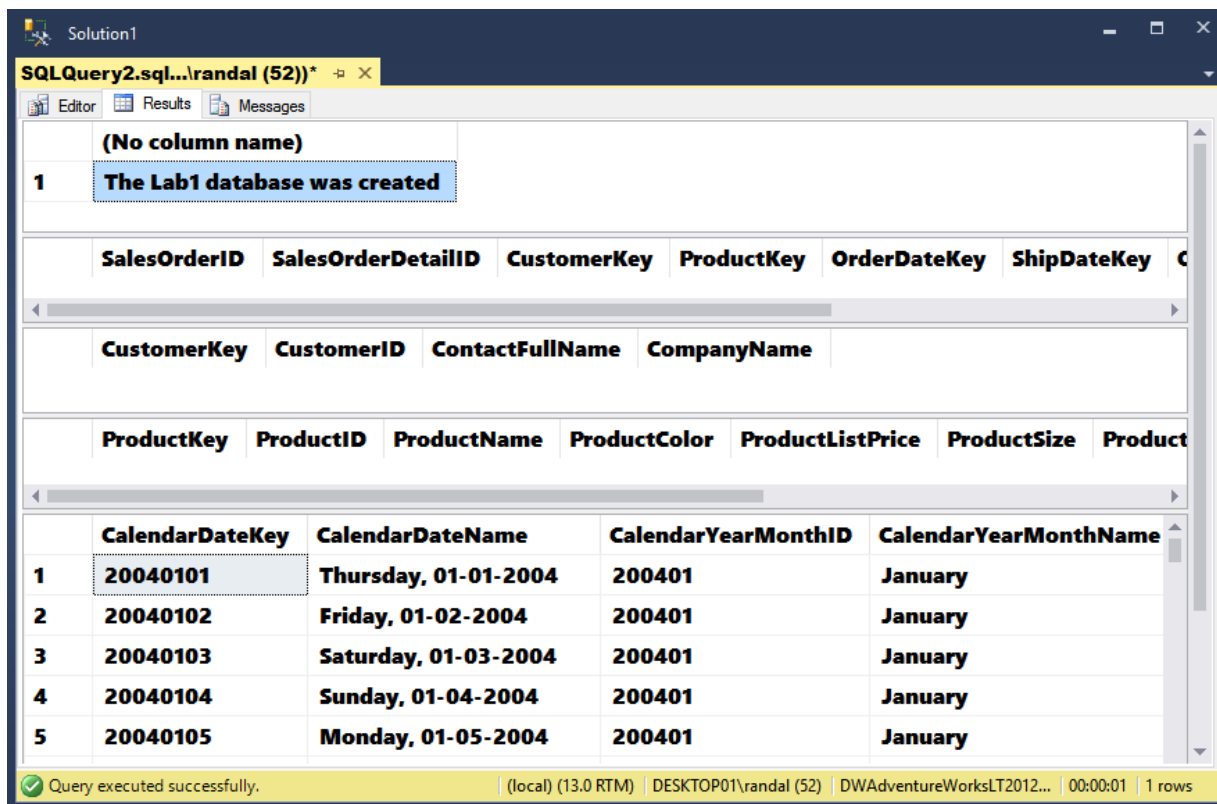 Solution1
SQLQuery2.sql...\randal (52))*
Editor Results Messages
(No column name)
1 The Lab1 database was created
SalesOrderID SalesOrderDetailID CustomerKey ProductKey OrderDateKey ShipDateKey
CustomerKey CustomerID ContactFullName CompanyName
ProductKey ProductID ProductName ProductColor ProductListPrice ProductSize Product
CalendarDateKey CalendarDateName CalendarYearMonthID CalendarYearMonthName
1 20040101 Thursday, 01-01-2004 200401 January
2 20040102 Friday, 01-02-2004 200401 January
3 20040103 Saturday, 01-03-2004 200401 January
4 20040104 Sunday, 01-04-2004 200401 January
5 20040105 Monday, 01-05-2004 200401 January
Query executed successfully. (local) (13.0 RTM) DESKTOP01\randal (52) DWAdventureWorksLT2012... 00:00:01 1 rows